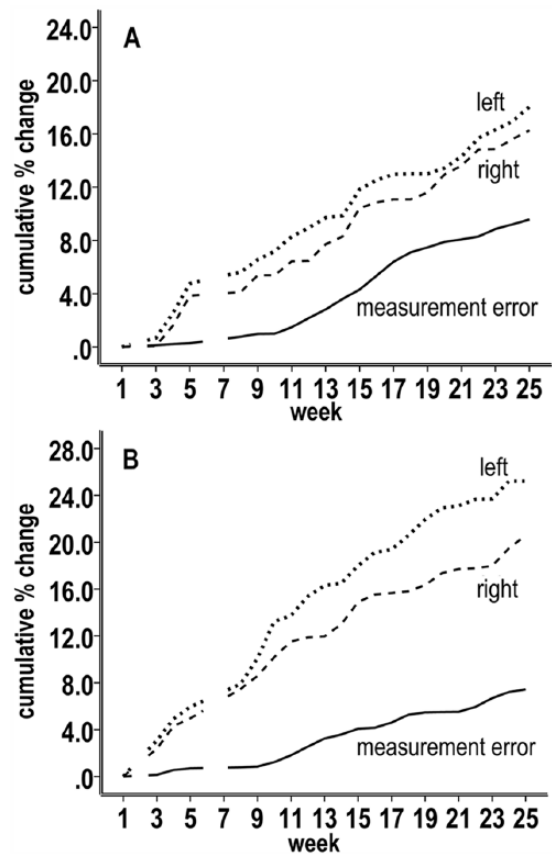 A
24.0
20.0
16.0
12.0
8.0
4.0
.0
cumulative % change
left
right
measurement error
1 3 5 7 9 11 13 15 17 19 21 23 25
week
B
28.0
24.0
20.0
16.0
12.0
8.0
4.0
.0
cumulative % change
left
right
measurement error
1 3 5 7 9 11 13 15 17 19 21 23 25
week